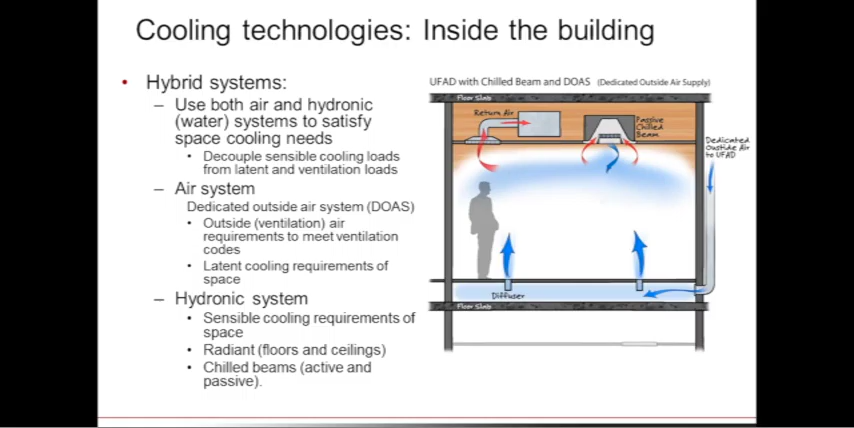 Cooling technologies: Inside the building
• Hybrid systems:
– Use both air and hydronic
(water) systems to satisfy
space cooling needs
• Decouple sensible cooling loads
from latent and ventilation loads
– Air system
Dedicated outside air system (DOAS)
• Outside (ventilation) air
requirements to meet ventilation
codes
• Latent cooling requirements of
space
– Hydronic system
• Sensible cooling requirements of
space
• Radiant (floors and ceilings)
• Chilled beams (active and
passive).
UFAD with Chilled Beam and DOAS (Dedicated Outside Air Supply)
Floor Slab
Return Air
Passive
Chilled
Beam
Dedicated
Oustide Air
to UFAD
Diffuser
Floor Slab